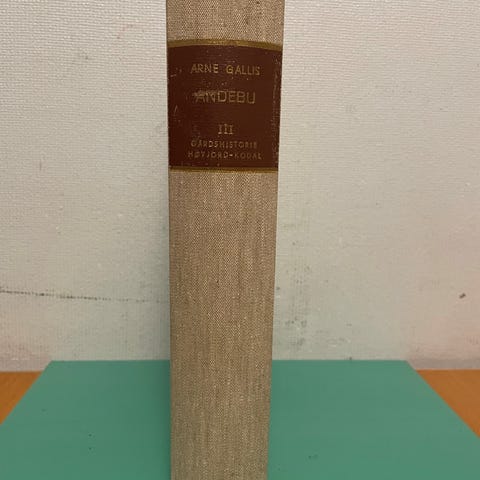 ARNE GALLIS
ANDEBU
III
GÅRDSHISTORIE
HØYJORD-KODAL